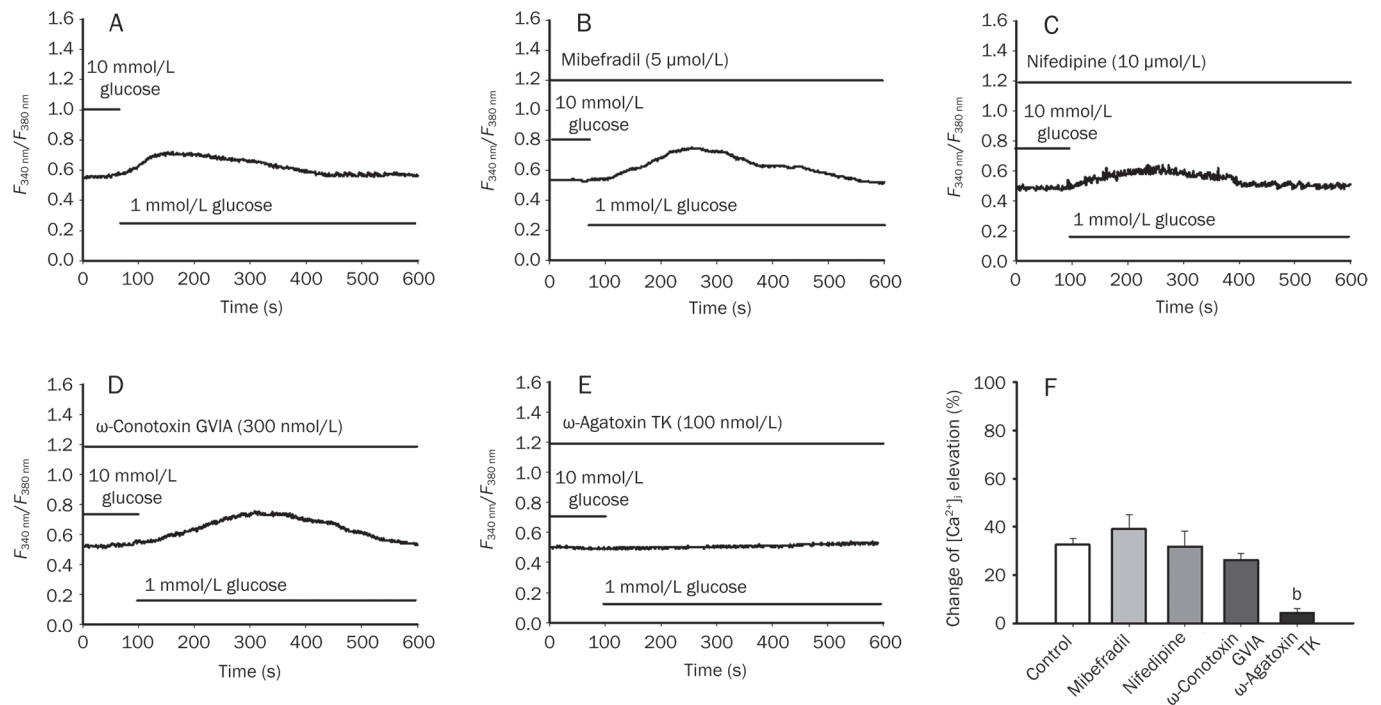 A
1.6
1.4
1.2
1.0
0.8
0.6
0.4
0.2
0.0
F340 nm/F380 nm
10 mmol/L
glucose
1 mmol/L glucose
0 100 200 300 400 500 600
Time (s)
B
1.6
1.4
1.2
1.0
0.8
0.6
0.4
0.2
0.0
F340 nm/F380 nm
Mibefradil (5 µmol/L)
10 mmol/L
glucose
1 mmol/L glucose
0 100 200 300 400 500 600
Time (s)
C
1.6
1.4
1.2
1.0
0.8
0.6
0.4
0.2
0.0
F340 nm/F380 nm
Nifedipine (10 µmol/L)
10 mmol/L
glucose
1 mmol/L glucose
0 100 200 300 400 500 600
Time (s)
D
1.6
1.4
1.2
1.0
0.8
0.6
0.4
0.2
0.0
F340 nm/F380 nm
ω-Conotoxin GVIA (300 nmol/L)
10 mmol/L
glucose
1 mmol/L glucose
0 100 200 300 400 500 600
Time (s)
E
1.6
1.4
1.2
1.0
0.8
0.6
0.4
0.2
0.0
F340 nm/F380 nm
ω-Agatoxin TK (100 nmol/L)
10 mmol/L
glucose
1 mmol/L glucose
0 100 200 300 400 500 600
Time (s)
F
100
80
60
40
20
0
Change of [Ca2+]i elevation (%)
b
Control
Mibefradil
Nifedipine
ω-Conotoxin
GVIA
ω-Agatoxin
TK